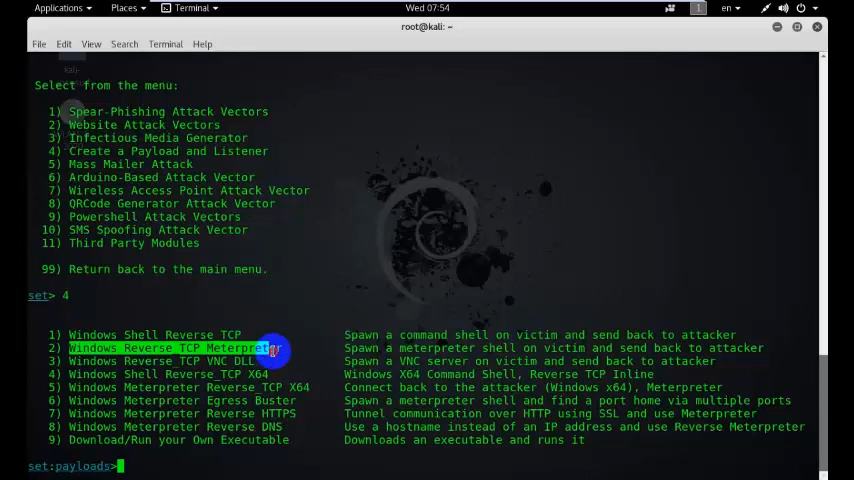 Applications Places Terminal Wed 07:54 1 en
root@kali: ~
File Edit View Search Terminal Help
Select from the menu:
1) Spear-Phishing Attack Vectors
2) Website Attack Vectors
3) Infectious Media Generator
4) Create a Payload and Listener
5) Mass Mailer Attack
6) Arduino-Based Attack Vector
7) Wireless Access Point Attack Vector
8) QRCode Generator Attack Vector
9) Powershell Attack Vectors
10) SMS Spoofing Attack Vector
11) Third Party Modules
99) Return back to the main menu.
set> 4
1) Windows Shell Reverse_TCP Spawn a command shell on victim and send back to attacker
2) Windows Reverse_TCP Meterpreter Spawn a meterpreter shell on victim and send back to attacker
3) Windows Reverse_TCP VNC DLL Spawn a VNC server on victim and send back to attacker
4) Windows Shell Reverse_TCP X64 Windows X64 Command Shell, Reverse TCP Inline
5) Windows Meterpreter Reverse_TCP X64 Connect back to the attacker (Windows x64), Meterpreter
6) Windows Meterpreter Egress Buster Spawn a meterpreter shell and find a port home via multiple ports
7) Windows Meterpreter Reverse HTTPS Tunnel communication over HTTP using SSL and use Meterpreter
8) Windows Meterpreter Reverse DNS Use a hostname instead of an IP address and use Reverse Meterpreter
9) Download/Run your Own Executable Downloads an executable and runs it
set:payloads>